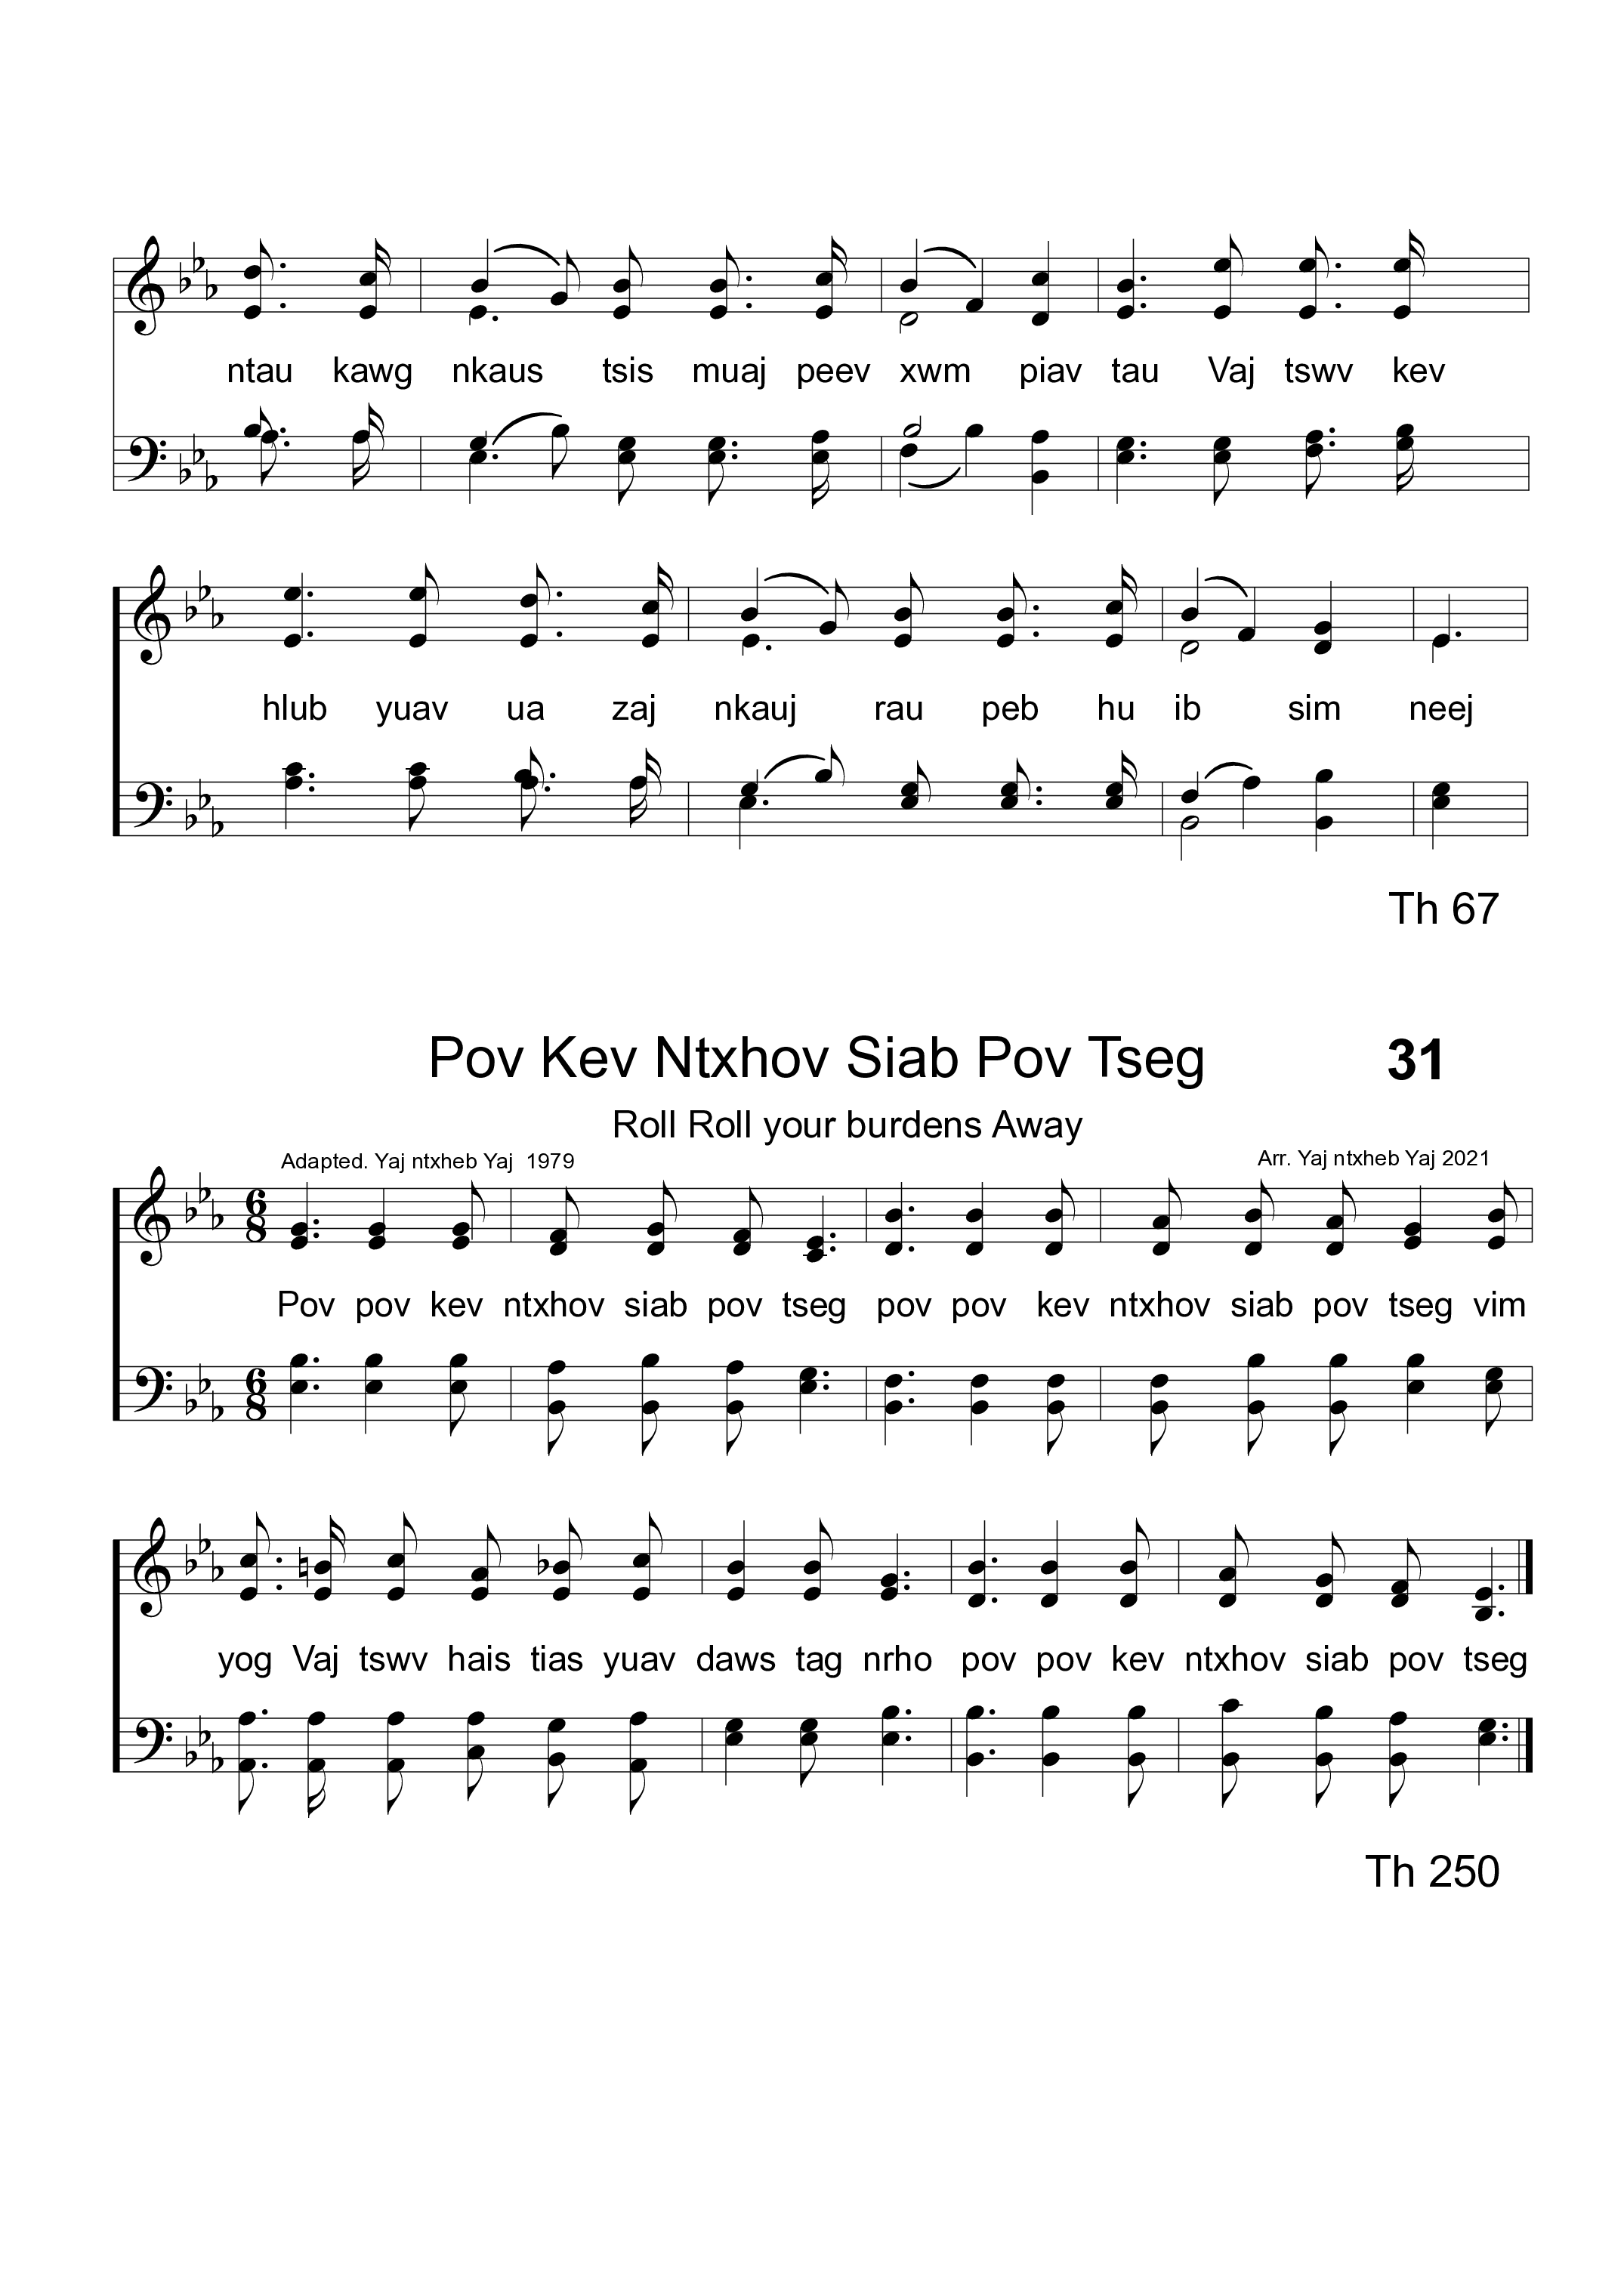 ntau kawg nkaus tsis muaj peev xwm piav tau Vaj tswv kev
hlub yuav ua zaj nkauj rau peb hu ib sim neej
Th 67
Pov Kev Ntxhov Siab Pov Tseg 31
Roll Roll your burdens Away
Adapted. Yaj ntxheb Yaj 1979 Arr. Yaj ntxheb Yaj 2021
6 8
Pov pov kev ntxhov siab pov tseg pov pov kev ntxhov siab pov tseg vim
6 8
yog Vaj tswv hais tias yuav daws tag nrho pov pov kev ntxhov siab pov tseg
Th 250